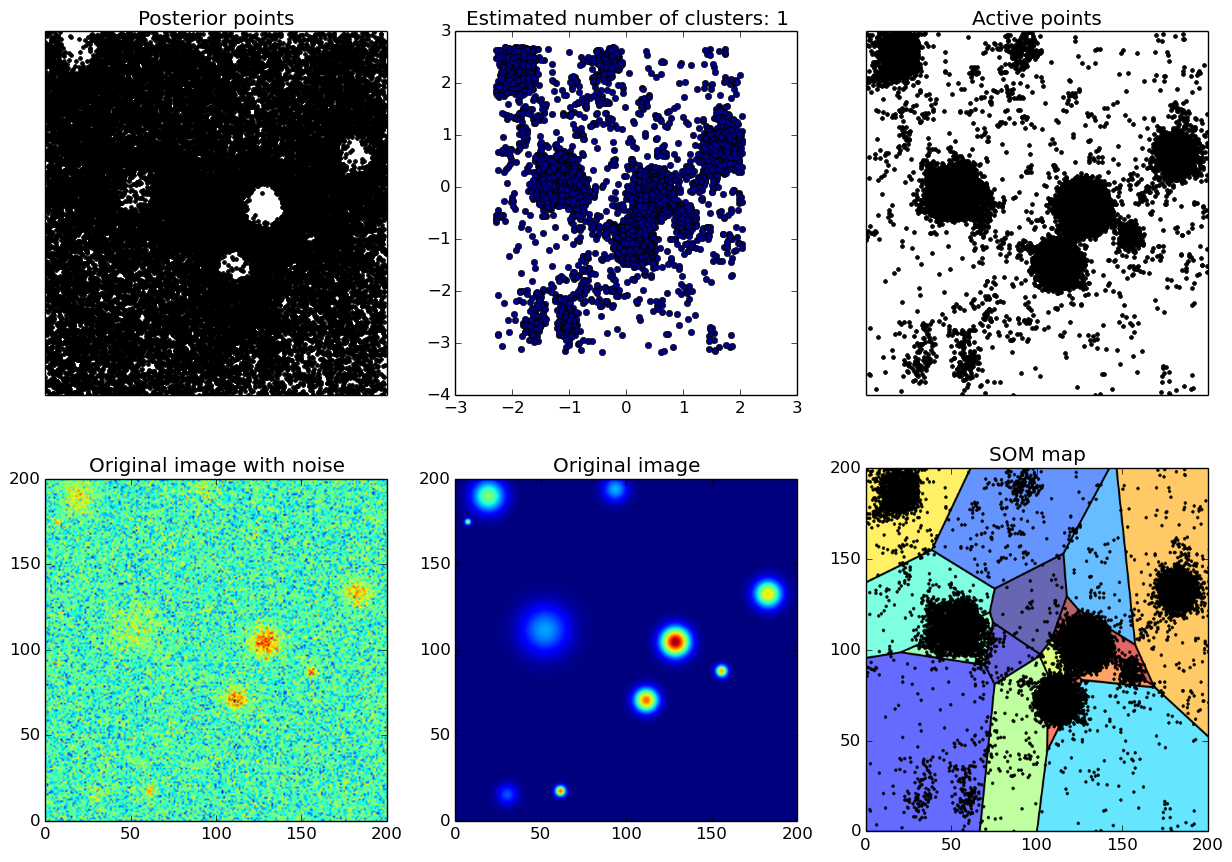 Posterior points
Estimated number of clusters: 1
Active points
3
2
1
0
−1
−2
−3
−4
−3 −2 −1 0 1 2 3
Original image with noise
Original image
SOM map
200
150
100
50
0
0 50 100 150 200
200
150
100
50
0
0 50 100 150 200
200
150
100
50
0
0 50 100 150 200